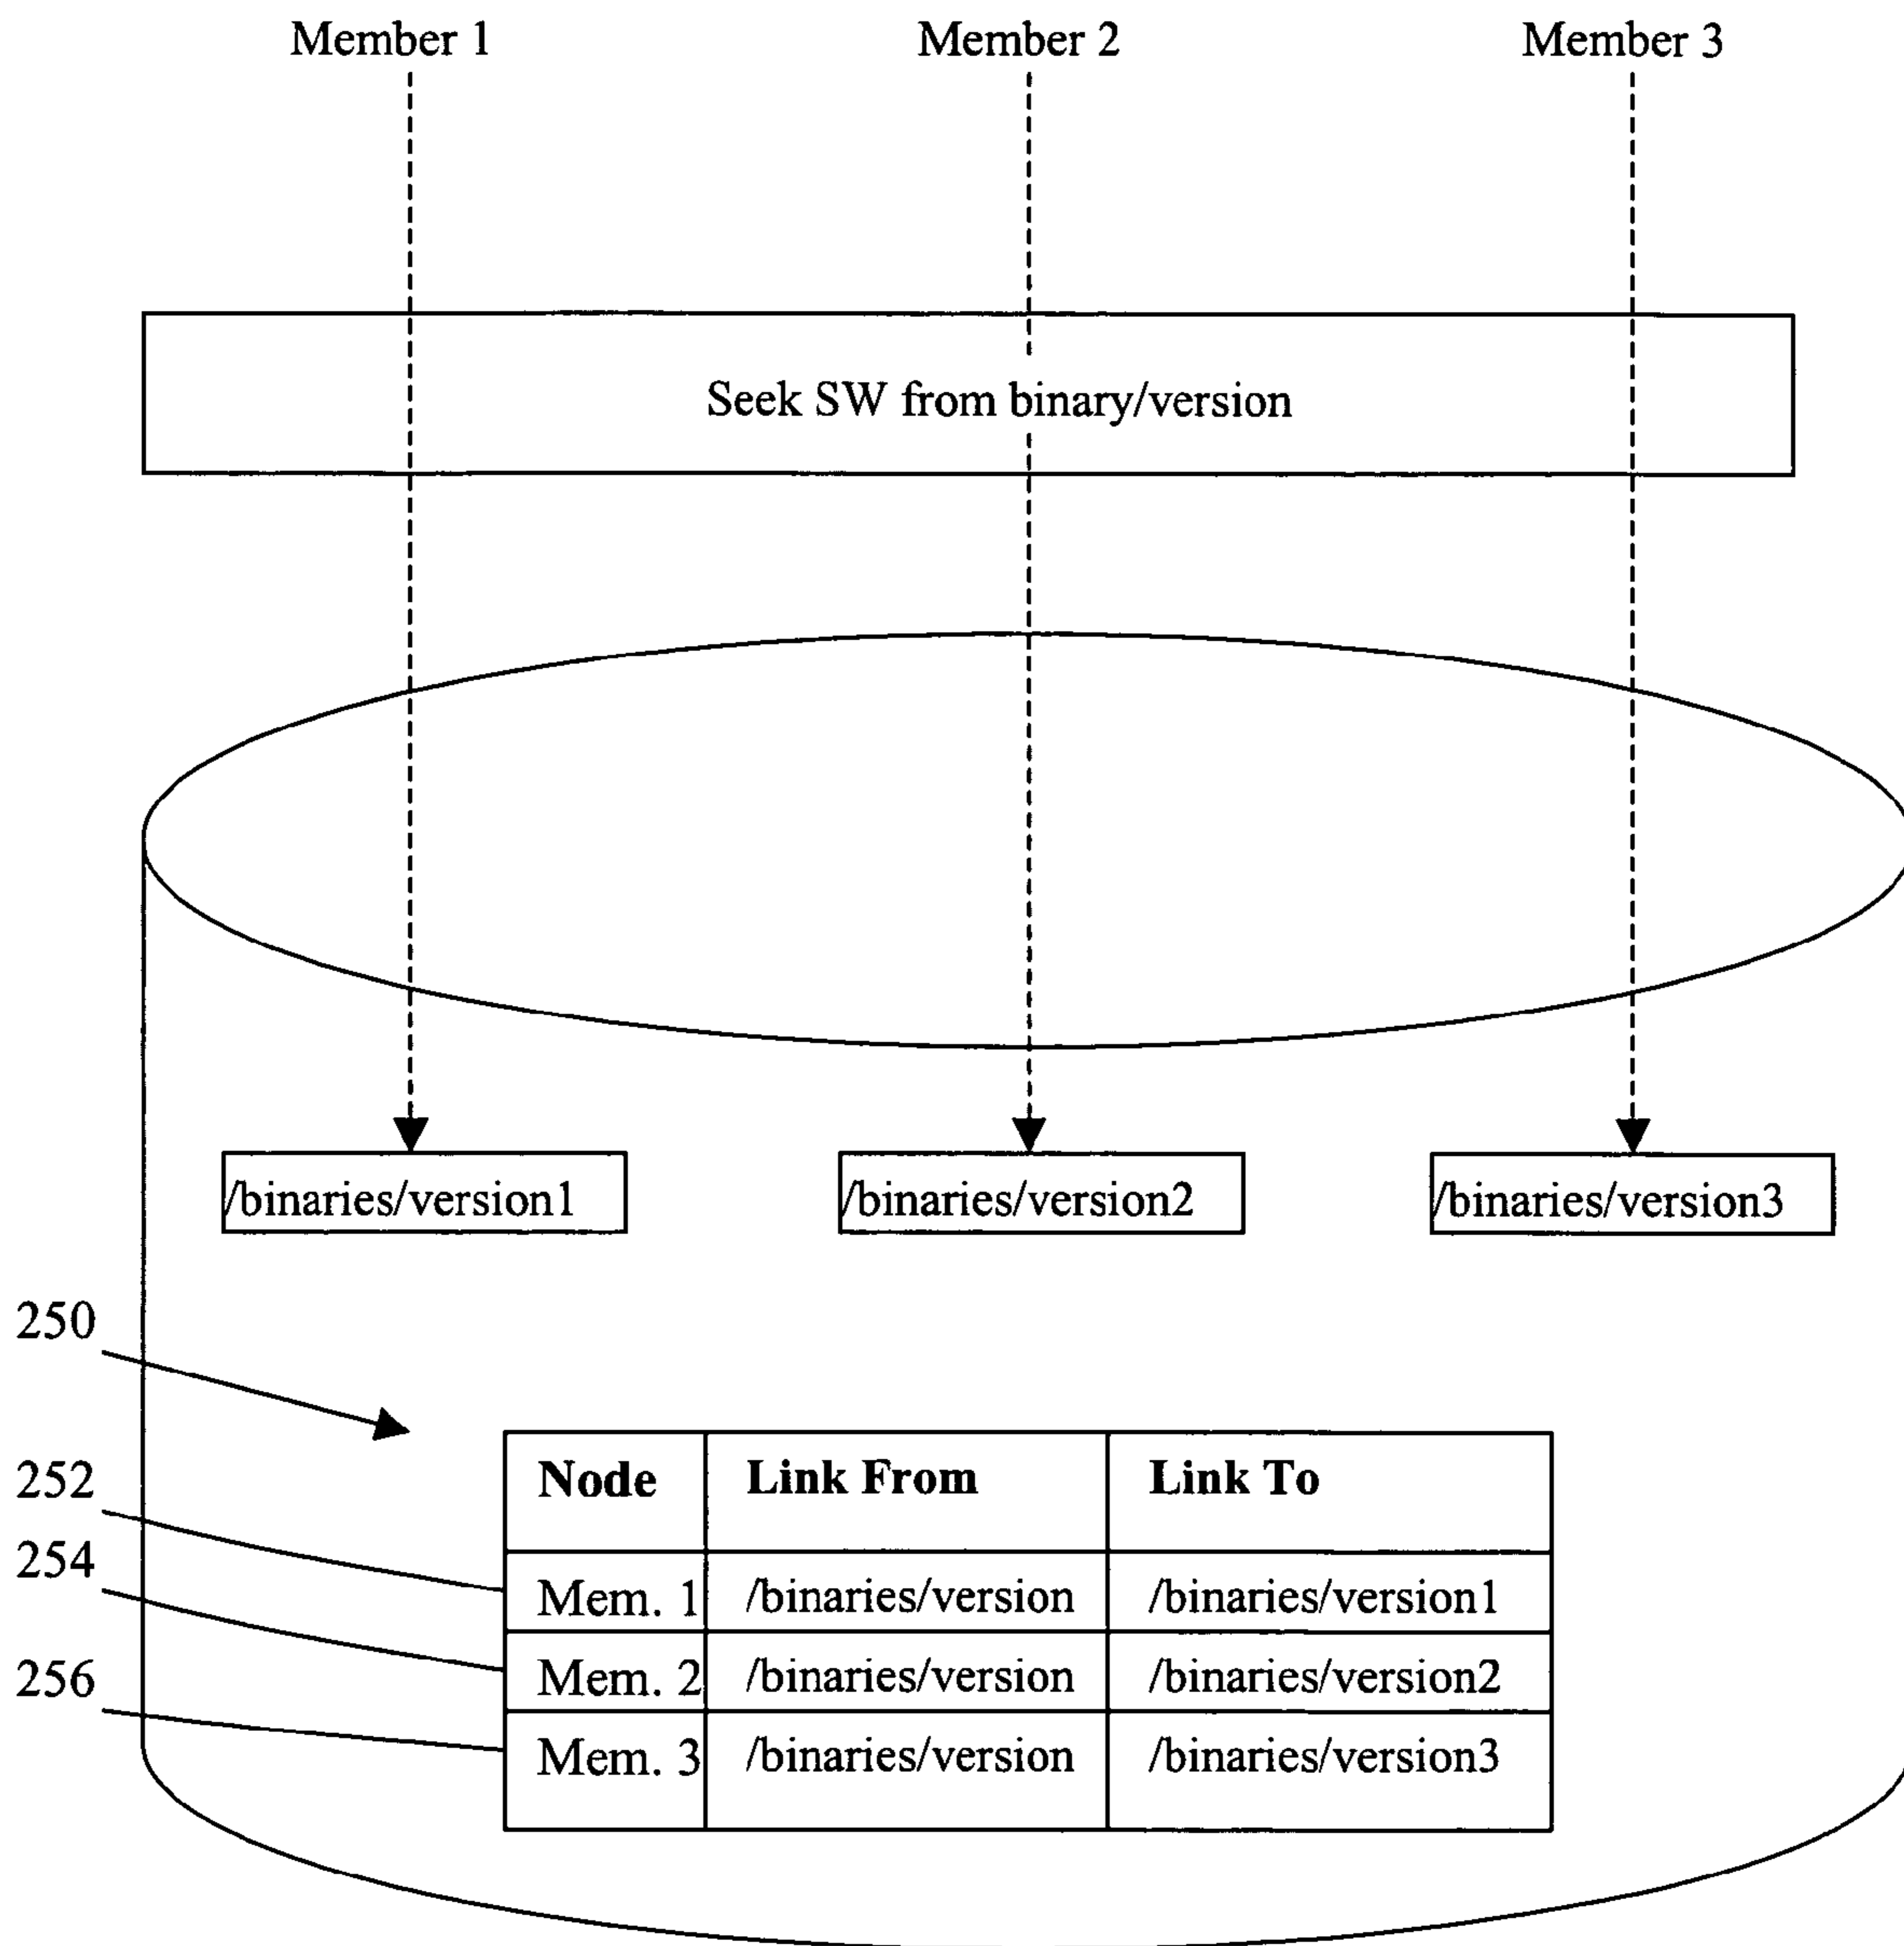 Member 1 Member 2 Member 3
Seek SW from binary/version
/binaries/version1 /binaries/version2 /binaries/version3
250
252
254
256
Node Link From Link To
Mem. 1 /binaries/version /binaries/version1
Mem. 2 /binaries/version /binaries/version2
Mem. 3 /binaries/version /binaries/version3